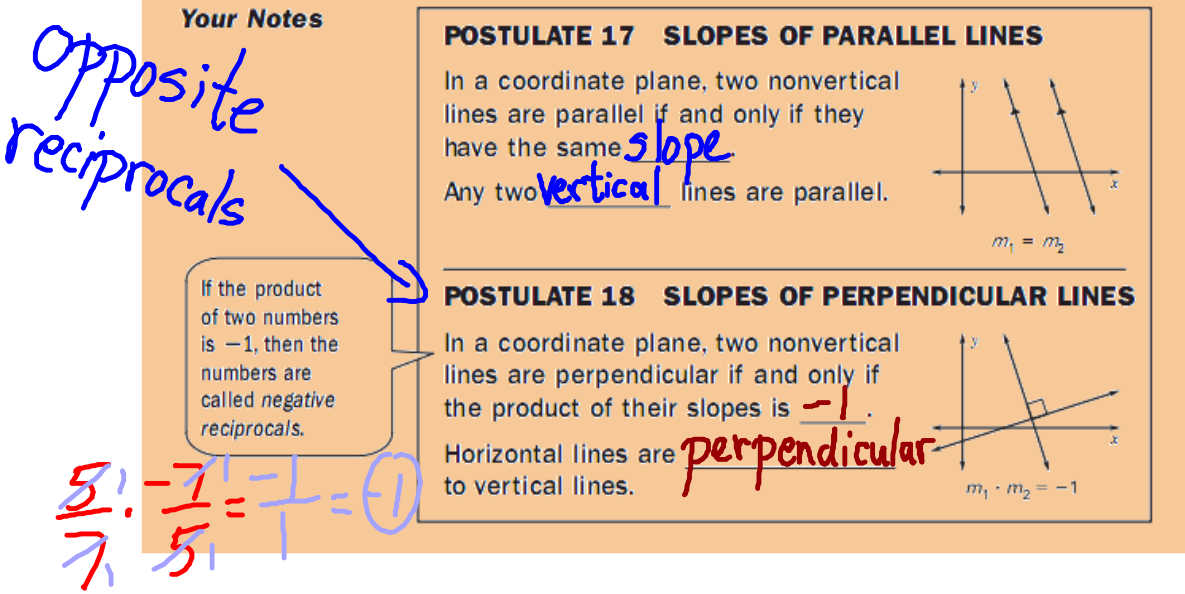 Your Notes
opposite
reciprocals
POSTULATE 17 SLOPES OF PARALLEL LINES
In a coordinate plane, two nonvertical
lines are parallel if and only if they
have the same slope.
Any two vertical lines are parallel.
y
x
m₁ = m₂
If the product
of two numbers
is −1, then the
numbers are
called negative
reciprocals.
POSTULATE 18 SLOPES OF PERPENDICULAR LINES
In a coordinate plane, two nonvertical
lines are perpendicular if and only if
the product of their slopes is -1.
Horizontal lines are perpendicular
to vertical lines.
y
x
m₁ · m₂ = −1
5/7 · -7/5 = -1/1 = -1